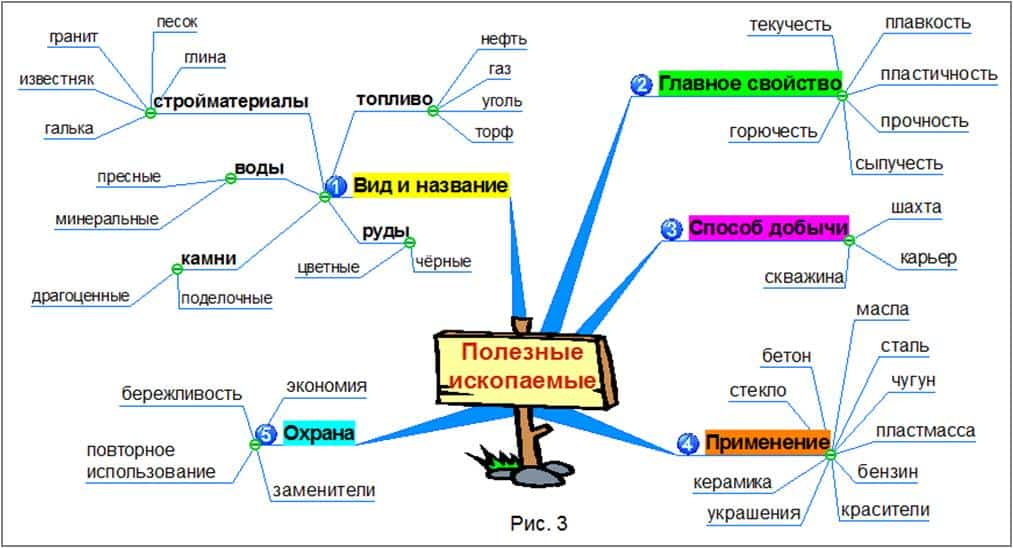 Полезные
ископаемые
1
Вид и название
стройматериалы
гранит
песок
глина
известняк
галька
топливо
нефть
газ
уголь
торф
воды
пресные
минеральные
руды
цветные
чёрные
камни
драгоценные
поделочные
2
Главное свойство
текучесть
плавкость
пластичность
прочность
горючесть
сыпучесть
3
Способ добычи
шахта
карьер
скважина
4
Применение
масла
бетон
сталь
стекло
чугун
пластмасса
керамика
бензин
украшения
красители
5
Охрана
бережливость
экономия
повторное
использование
заменители
Рис. 3